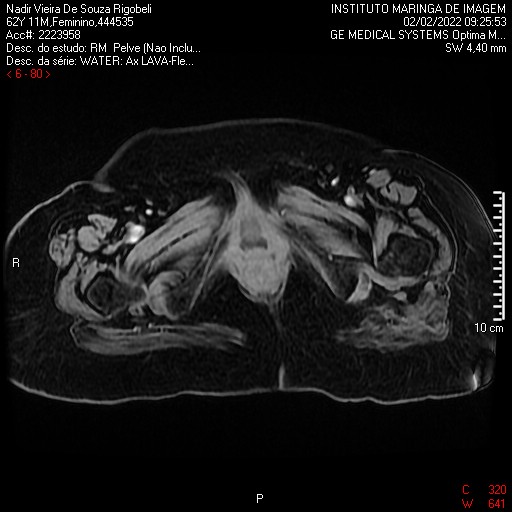 Nadir Vieira De Souza Rigobeli
62Y 11M,Feminino,444535
Acc#: 2223958
Desc. do estudo: RM Pelve (Nao Inclu...
Desc. da série: WATER: Ax LAVA-Fle...
< 6 - 80 >
INSTITUTO MARINGA DE IMAGEM
02/02/2022 09:25:53
GE MEDICAL SYSTEMS Optima M...
SW 4,40 mm
R
10 cm
P
C 320
W 641